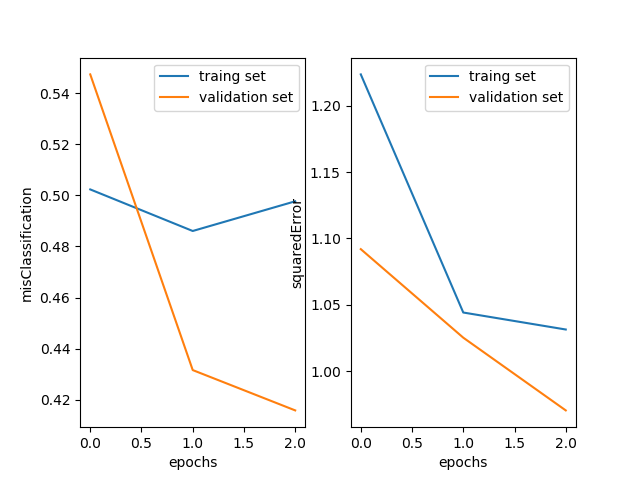 traing set
validation set
0.54
0.52
0.50
0.48
0.46
0.44
0.42
misClassification
0.0 0.5 1.0 1.5 2.0
epochs
traing set
validation set
1.20
1.15
1.10
1.05
1.00
squaredError
0.0 0.5 1.0 1.5 2.0
epochs